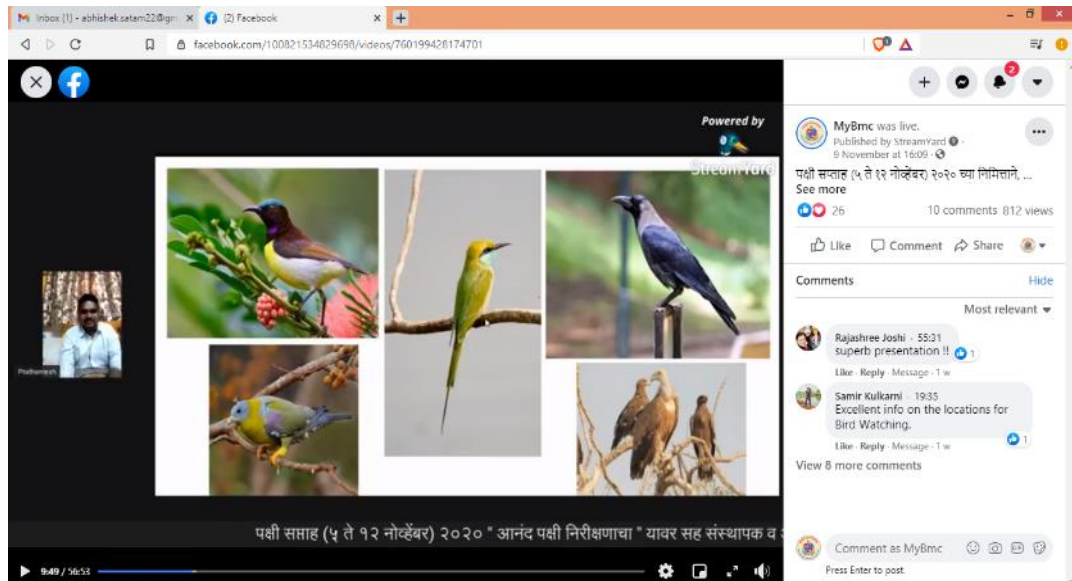 Inbox (1) - abhishek.satam22@gm
(2) Facebook
facebook.com/100821534829698/videos/760199428174701
Powered by
StreamYard
Prathamesh
पक्षी सप्ताह (५ ते १२ नोव्हेंबर) २०२० " आनंद पक्षी निरीक्षणाचा " यावर सह संस्थापक व
9:49 / 56:53
2
MyBmc was live.
Published by StreamYard
9 November at 16:09
पक्षी सप्ताह (५ ते १२ नोव्हेंबर) २०२० च्या निमित्ताने, ...
See more
26 10 comments 812 views
Like Comment Share
Comments Hide
Most relevant
Rajashree Joshi · 55:31
superb presentation !! 1
Like · Reply · Message · 1 w
Samir Kulkarni · 19:35
Excellent info on the locations for
Bird Watching.
1
Like · Reply · Message · 1 w
View 8 more comments
Comment as MyBmc
Press Enter to post.